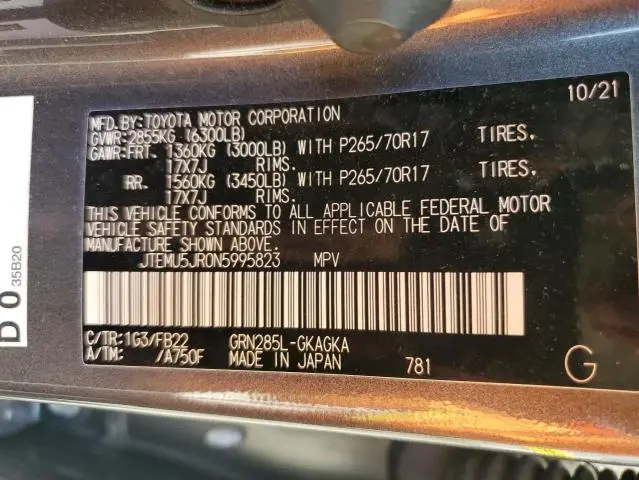 MFD.BY:TOYOTA MOTOR CORPORATION 10/21
GVWR:2855KG (6300LB)
GAWR:FRT. 1360KG (3000LB) WITH P265/70R17 TIRES.
17X7J RIMS.
RR. 1560KG (3450LB) WITH P265/70R17 TIRES.
17X7J RIMS.
THIS VEHICLE CONFORMS TO ALL APPLICABLE FEDERAL MOTOR
VEHICLE SAFETY STANDARDS IN EFFECT ON THE DATE OF
MANUFACTURE SHOWN ABOVE.
JTEMU5JR0N5995823 MPV
C/TR:1G3/FB22 GRN285L-GKAGKA
A/TM: /A750F MADE IN JAPAN 781 G
D 0
35B20